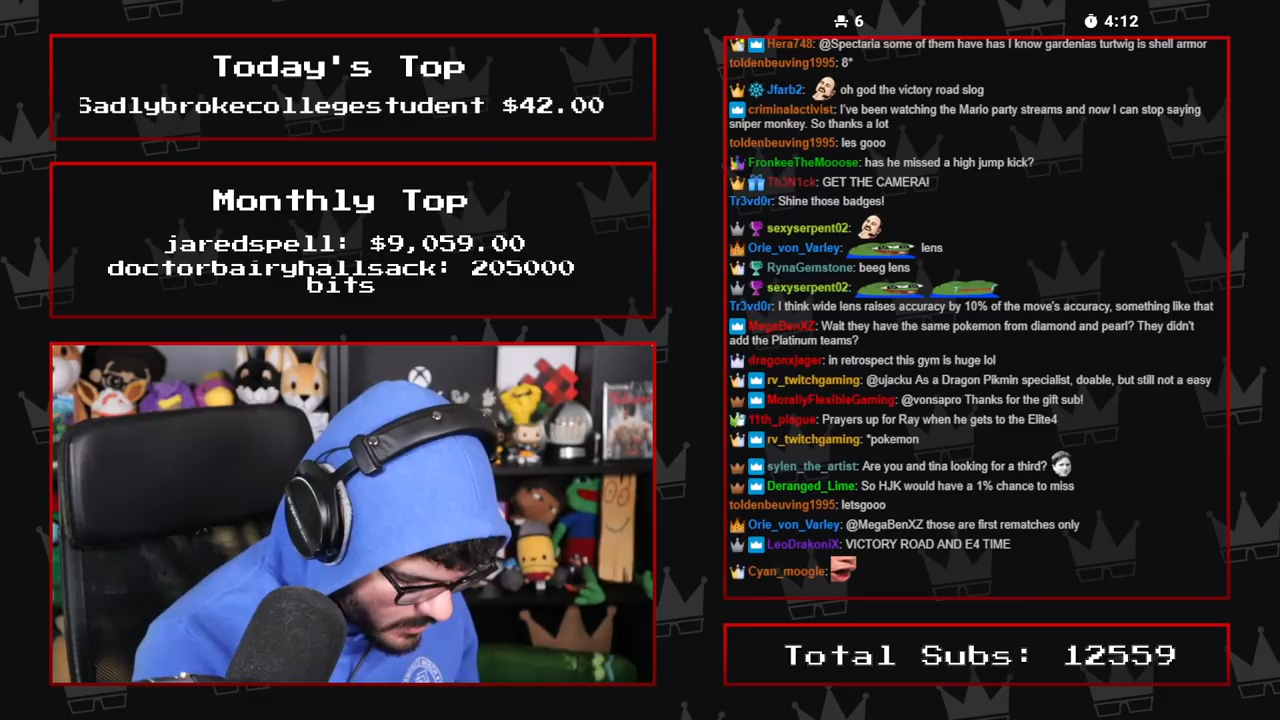 Today's Top
Sadlybrokecollegestudent $42.00
Monthly Top
jaredspell: $9,059.00
doctorbairyhallsack: 205000
bits
6
4:12
Hera748: @Spectaria some of them have has I know gardenias turtwig is shell armor
toldenbeuving1995: 8*
Jfarb2: oh god the victory road slog
criminalactivist: I've been watching the Mario party streams and now I can stop saying
sniper monkey. So thanks a lot
toldenbeuving1995: les gooo
FronkeeTheMooose: has he missed a high jump kick?
Th3N1ck: GET THE CAMERA!
Tr3vd0r: Shine those badges!
sexyserpent02:
Orie_von_Varley: lens
RynaGemstone: beeg lens
sexyserpent02:
Tr3vd0r: I think wide lens raises accuracy by 10% of the move's accuracy, something like that
MegaBenXZ: Wait they have the same pokemon from diamond and pearl? They didn't
add the Platinum teams?
dragonxjager: in retrospect this gym is huge lol
rv_twitchgaming: @ujacku As a Dragon Pikmin specialist, doable, but still not a easy
MorallyFlexibleGaming: @vonsapro Thanks for the gift sub!
11th_plague: Prayers up for Ray when he gets to the Elite4
rv_twitchgaming: *pokemon
sylen_the_artist: Are you and tina looking for a third?
Deranged_Lime: So HJK would have a 1% chance to miss
toldenbeuving1995: letsgooo
Orie_von_Varley: @MegaBenXZ those are first rematches only
LeoDrakoniX: VICTORY ROAD AND E4 TIME
Cyan_moogle:
Total Subs: 12559